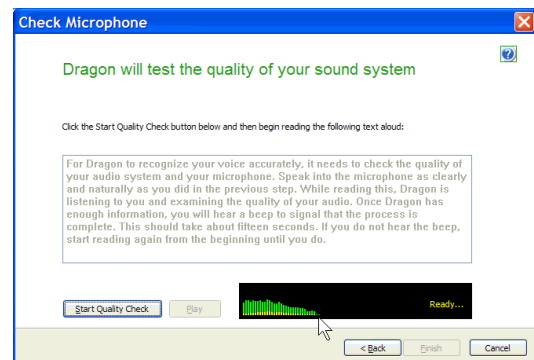 Check Microphone
Dragon will test the quality of your sound system
Click the Start Quality Check button below and then begin reading the following text aloud:
For Dragon to recognize your voice accurately, it needs to check the quality of
your audio system and your microphone. Speak into the microphone as clearly
and naturally as you did in the previous step. While reading this, Dragon is
listening to you and examining the quality of your audio. Once Dragon has
enough information, you will hear a beep to signal that the process is
complete. This should take about fifteen seconds. If you do not hear the beep,
start reading again from the beginning until you do.
Start Quality Check Play Ready...
< Back Finish Cancel